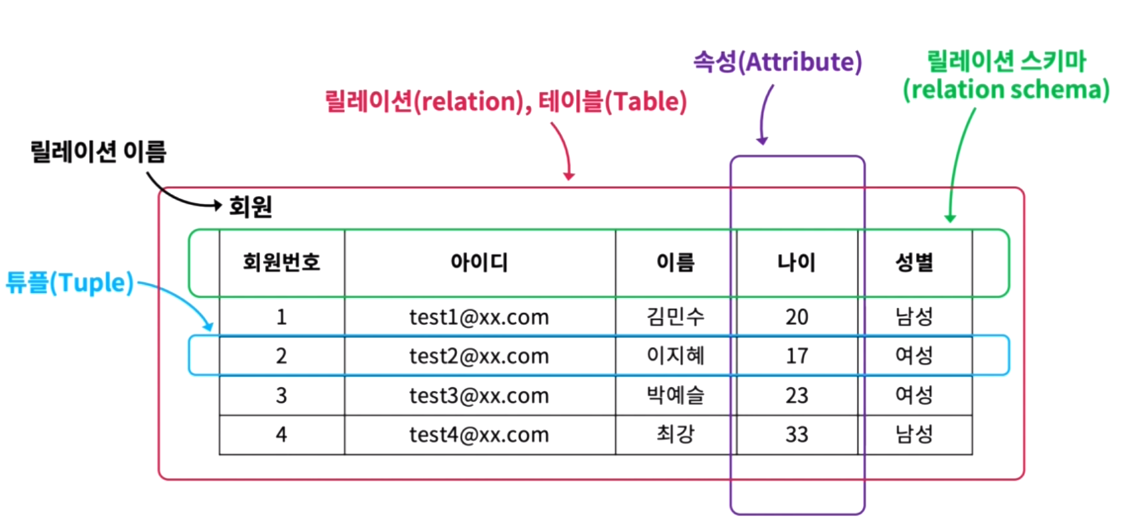 속성(Attribute)
릴레이션 스키마
(relation schema)
릴레이션(relation), 테이블(Table)
릴레이션 이름
회원
튜플(Tuple)
회원번호 아이디 이름 나이 성별
1 test1@xx.com 김민수 20 남성
2 test2@xx.com 이지혜 17 여성
3 test3@xx.com 박예슬 23 여성
4 test4@xx.com 최강 33 남성